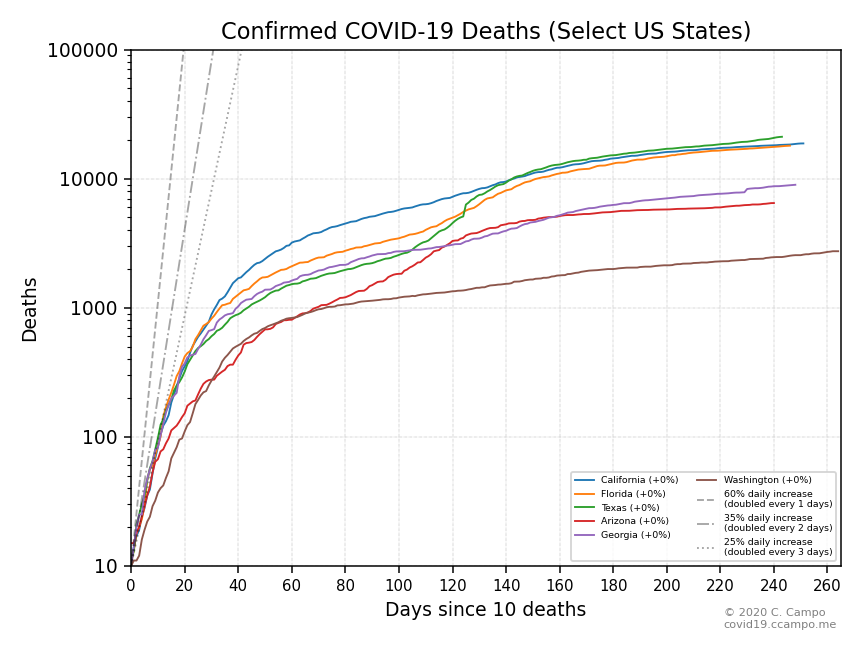 Confirmed COVID-19 Deaths (Select US States)
100000
10000
1000
100
10
Deaths
0 20 40 60 80 100 120 140 160 180 200 220 240 260
Days since 10 deaths
California (+0%)
Florida (+0%)
Texas (+0%)
Arizona (+0%)
Georgia (+0%)
Washington (+0%)
60% daily increase
(doubled every 1 days)
35% daily increase
(doubled every 2 days)
25% daily increase
(doubled every 3 days)
© 2020 C. Campo
covid19.ccampo.me